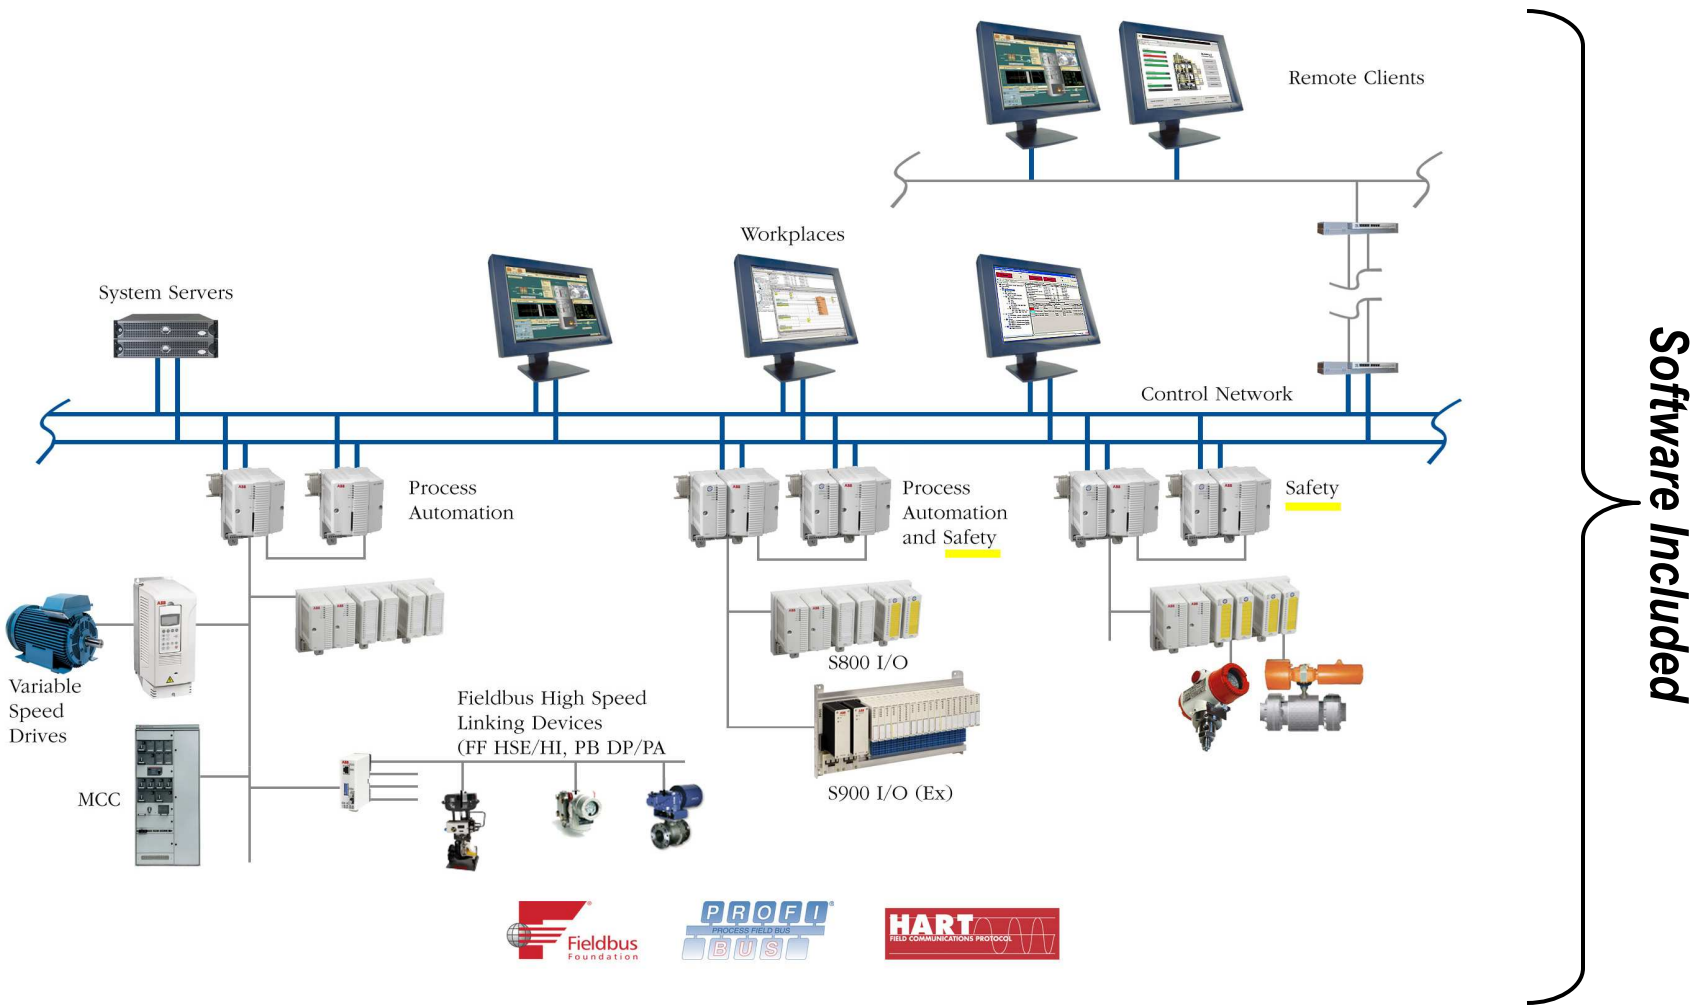 Remote Clients
Workplaces
System Servers
Control Network
Process
Automation
Process
Automation
and Safety
Safety
S800 I/O
Variable
Speed
Drives
Fieldbus High Speed
Linking Devices
(FF HSE/HI, PB DP/PA
MCC
S900 I/O (Ex)
Fieldbus
Foundation
PROFI
PROCESS FIELD BUS
BUS
HART
FIELD COMMUNICATIONS PROTOCOL
Software Included